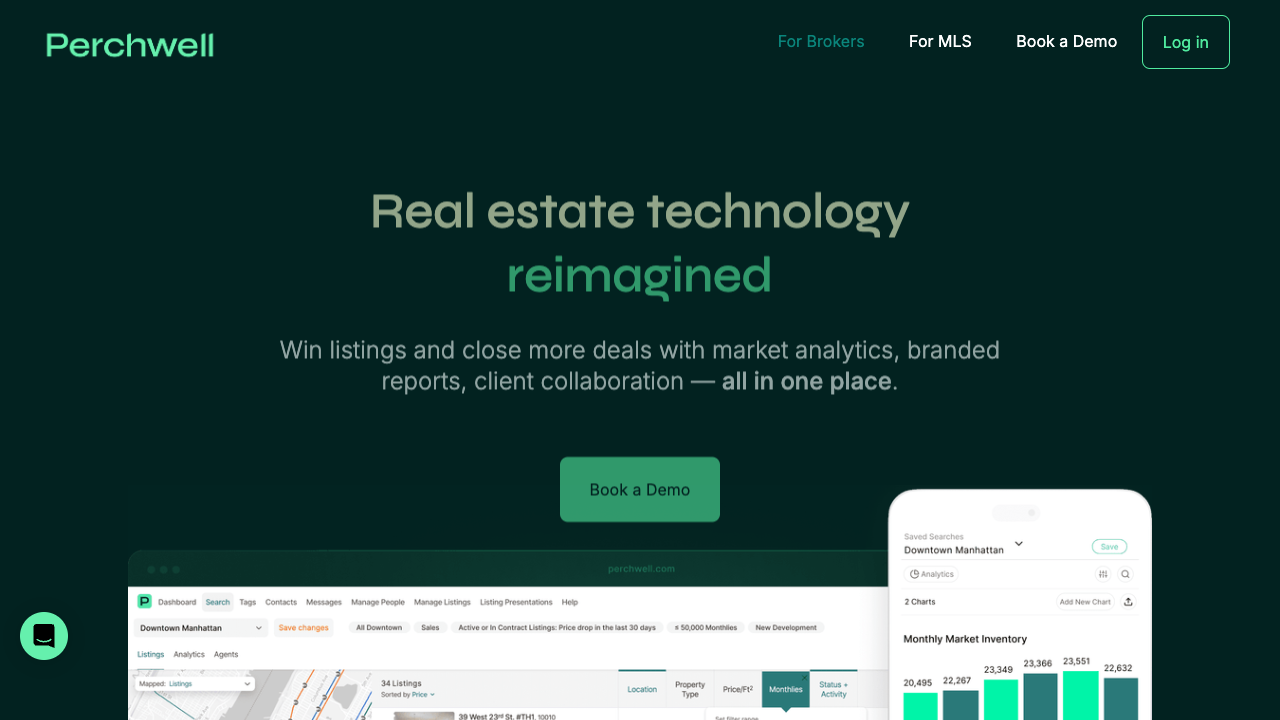 Perchwell
For Brokers
For MLS
Book a Demo
Log in
Real estate technology
reimagined
Win listings and close more deals with market analytics, branded
reports, client collaboration — all in one place.
Book a Demo
perchwell.com
Dashboard Search Tags Contacts Messages Manage People Manage Listings Listing Presentations Help
Downtown Manhattan Save changes All Downtown Sales Active or In Contract Listings: Price drop in the last 30 days ≤ 50,000 Monthlies New Development
Listings Analytics Agents
Mapped: Listings
34 Listings
Sorted by Price
Location
Property
Type
Price/Ft²
Monthlies
Status +
Activity
39 West 23rd St. #TH1. 10010
Set filter range
Saved Searches
Downtown Manhattan
Save
Analytics
2 Charts
Add New Chart
Monthly Market Inventory
20,495 22,267 23,349 23,366 23,551 22,632